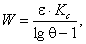 W = ε · K_c / (lg θ − 1),